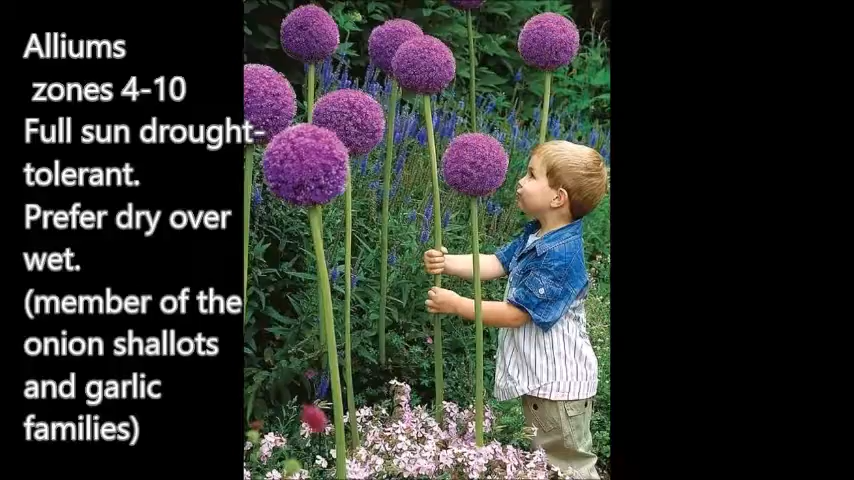 Alliums
zones 4-10
Full sun drought-
tolerant.
Prefer dry over
wet.
(member of the
onion shallots
and garlic
families)